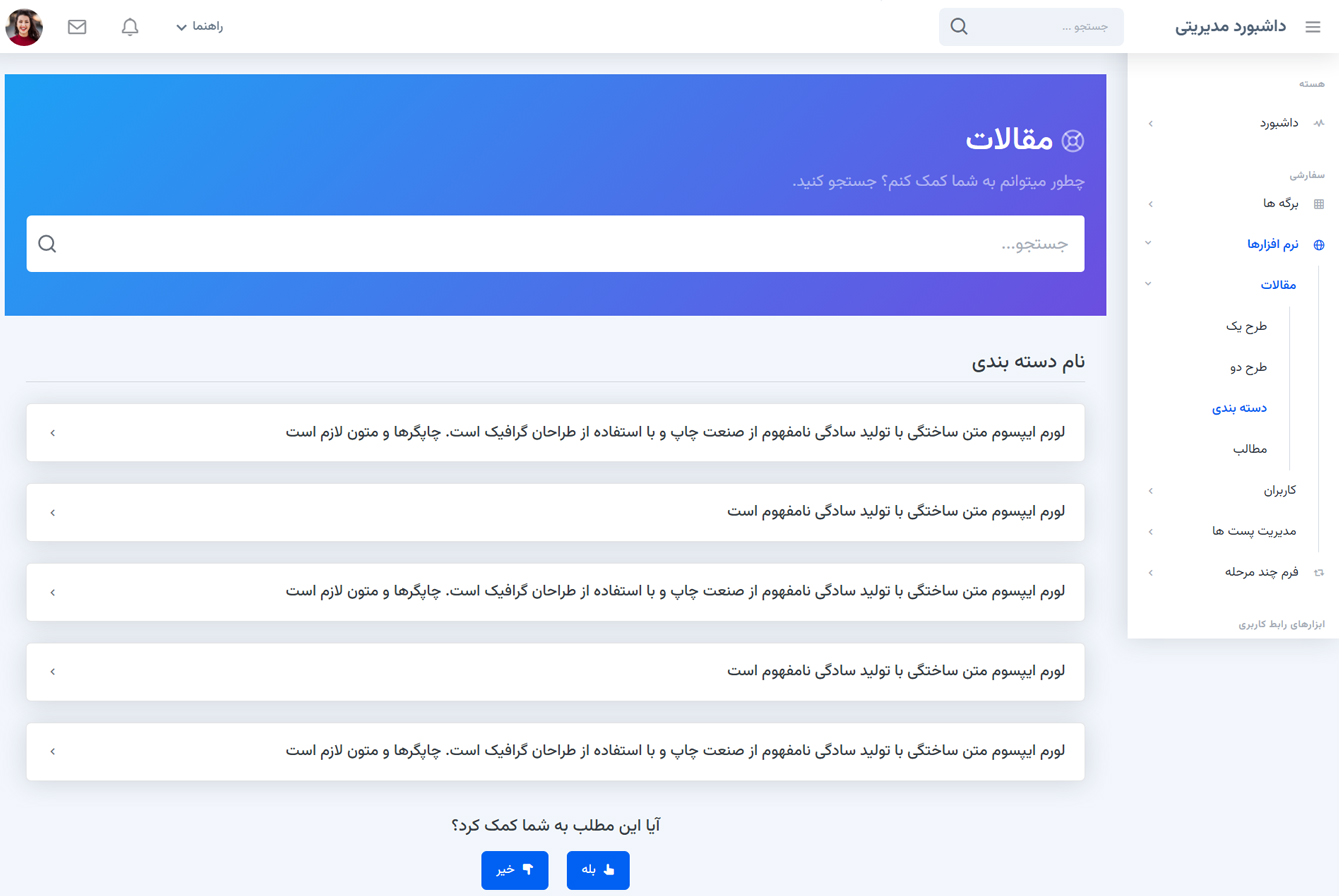 داشبورد مدیریتی
جستجو ...
راهنما
هسته
داشبورد
سفارشی
برگه ها
نرم افزارها
مقالات
طرح یک
طرح دو
دسته بندی
مطالب
کاربران
مدیریت پست ها
فرم چند مرحله
ابزارهای رابط کاربری
مقالات
چطور میتوانم به شما کمک کنم؟ جستجو کنید.
جستجو...
نام دسته بندی
لورم ایپسوم متن ساختگی با تولید سادگی نامفهوم از صنعت چاپ و با استفاده از طراحان گرافیک است. چاپگرها و متون لازم است
لورم ایپسوم متن ساختگی با تولید سادگی نامفهوم است
لورم ایپسوم متن ساختگی با تولید سادگی نامفهوم از صنعت چاپ و با استفاده از طراحان گرافیک است. چاپگرها و متون لازم است
لورم ایپسوم متن ساختگی با تولید سادگی نامفهوم است
لورم ایپسوم متن ساختگی با تولید سادگی نامفهوم از صنعت چاپ و با استفاده از طراحان گرافیک است. چاپگرها و متون لازم است
آیا این مطلب به شما کمک کرد؟
بله
خیر